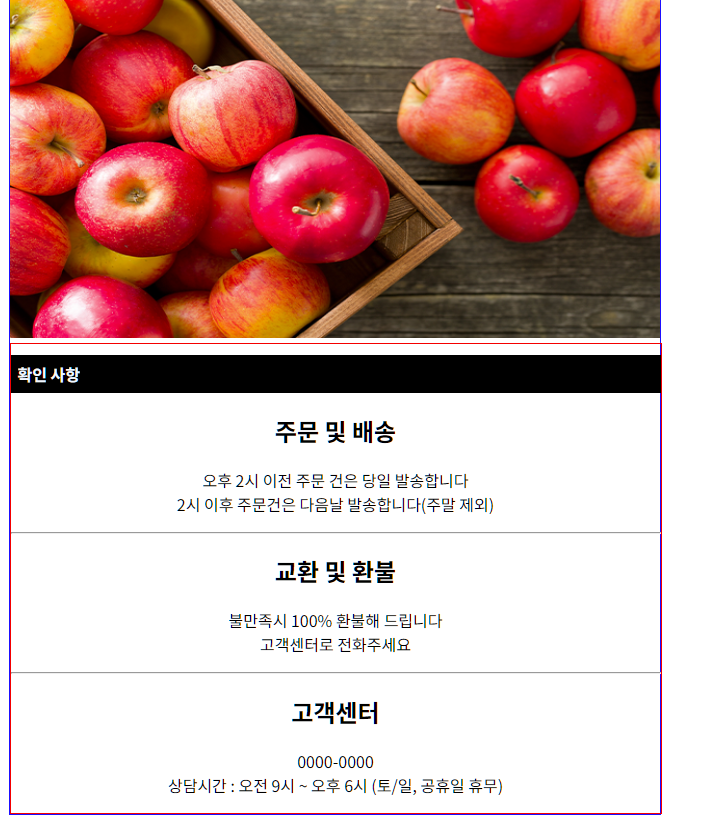 확인 사항
주문 및 배송
오후 2시 이전 주문 건은 당일 발송합니다
2시 이후 주문건은 다음날 발송합니다(주말 제외)
교환 및 환불
불만족시 100% 환불해 드립니다
고객센터로 전화주세요
고객센터
0000-0000
상담시간 : 오전 9시 ~ 오후 6시 (토/일, 공휴일 휴무)